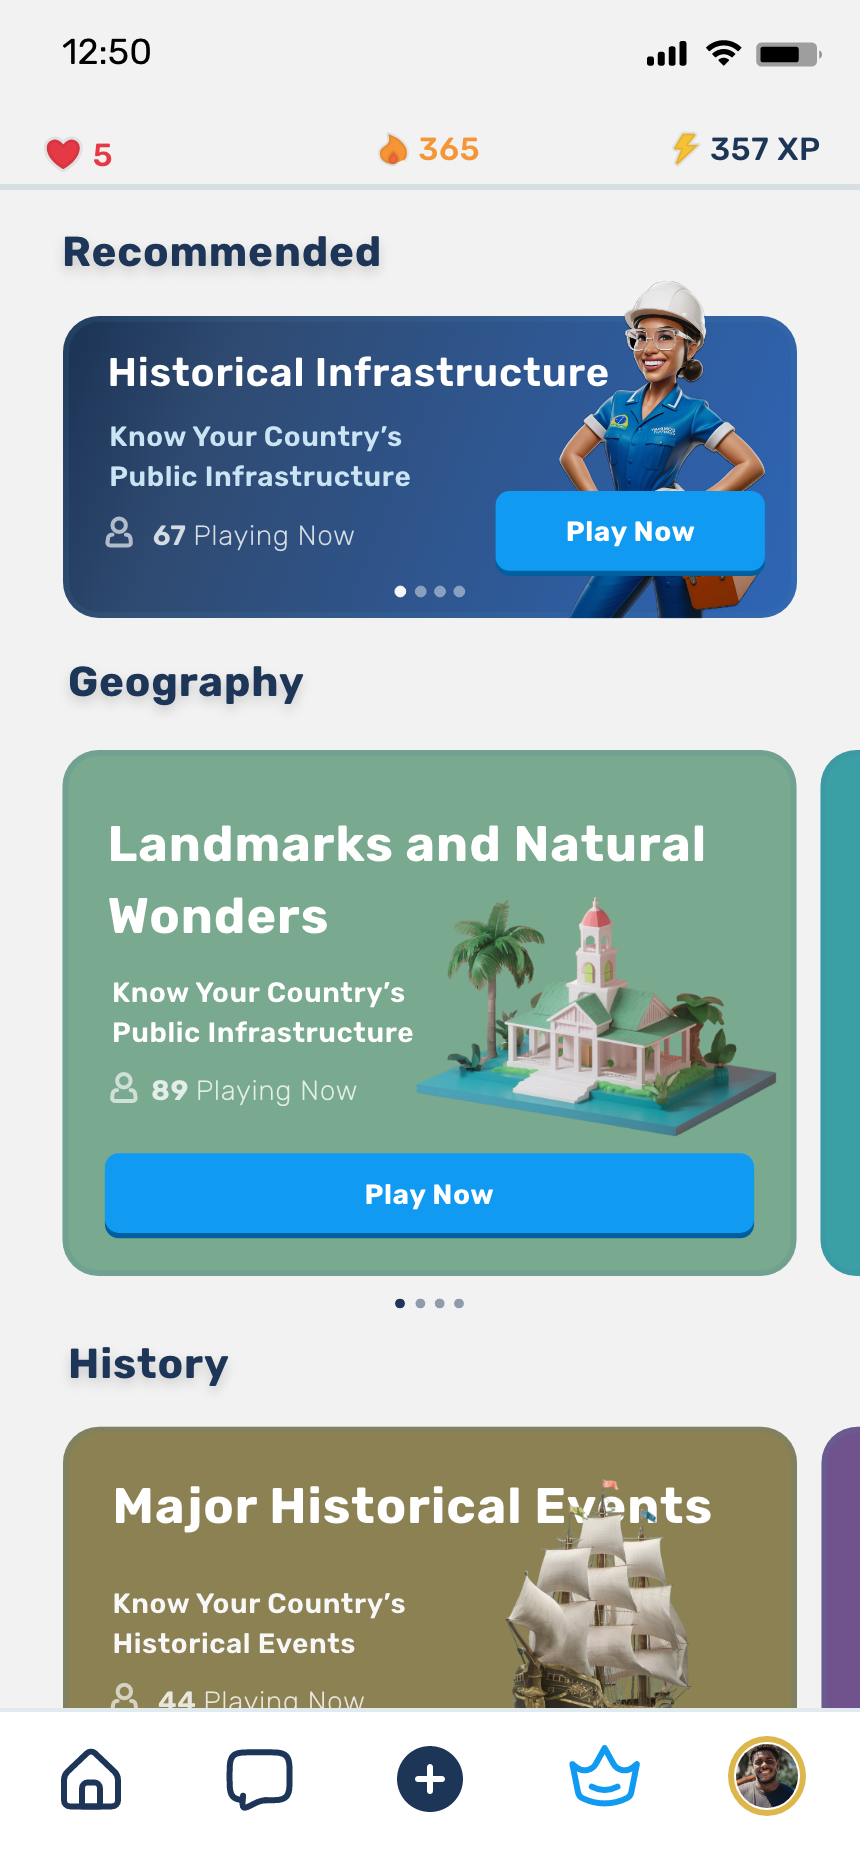 12:50
5
365
357 XP
Recommended
Historical Infrastructure
Know Your Country’s
Public Infrastructure
67 Playing Now
Play Now
Geography
Landmarks and Natural
Wonders
Know Your Country’s
Public Infrastructure
89 Playing Now
Play Now
History
Major Historical Events
Know Your Country’s
Historical Events
44 Playing Now